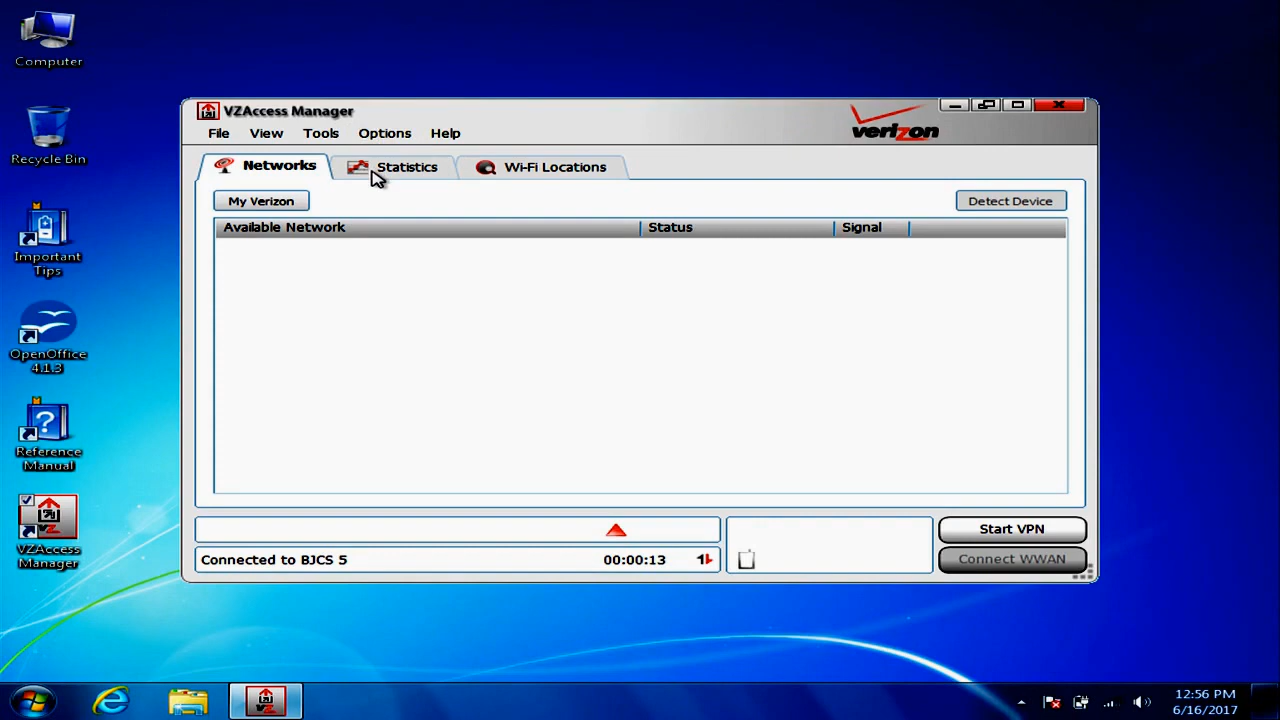 Computer
Recycle Bin
Important
Tips
OpenOffice
4.1.3
Reference
Manual
VZAccess
Manager
VZAccess Manager
verizon
File View Tools Options Help
Networks Statistics Wi-Fi Locations
My Verizon Detect Device
Available Network Status Signal
Start VPN
Connected to BJCS 5 00:00:13 Connect WWAN
12:56 PM
6/16/2017